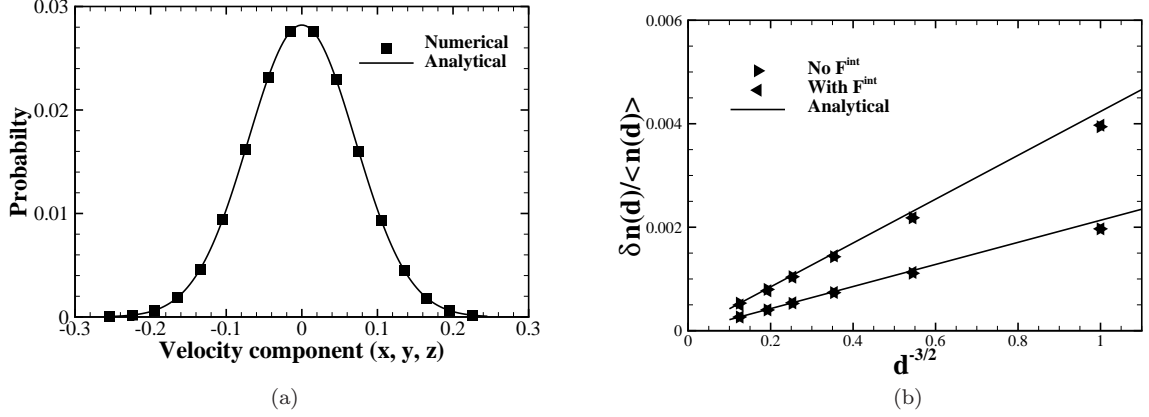 0.03
0.02
0.01
0
Probabilty
Numerical
Analytical
-0.3 -0.2 -0.1 0 0.1 0.2 0.3
Velocity component (x, y, z)
(a)
0.006
0.004
0.002
0
δn(d)/<n(d)>
No F^int
With F^int
Analytical
0.2 0.4 0.6 0.8 1
d^-3/2
(b)